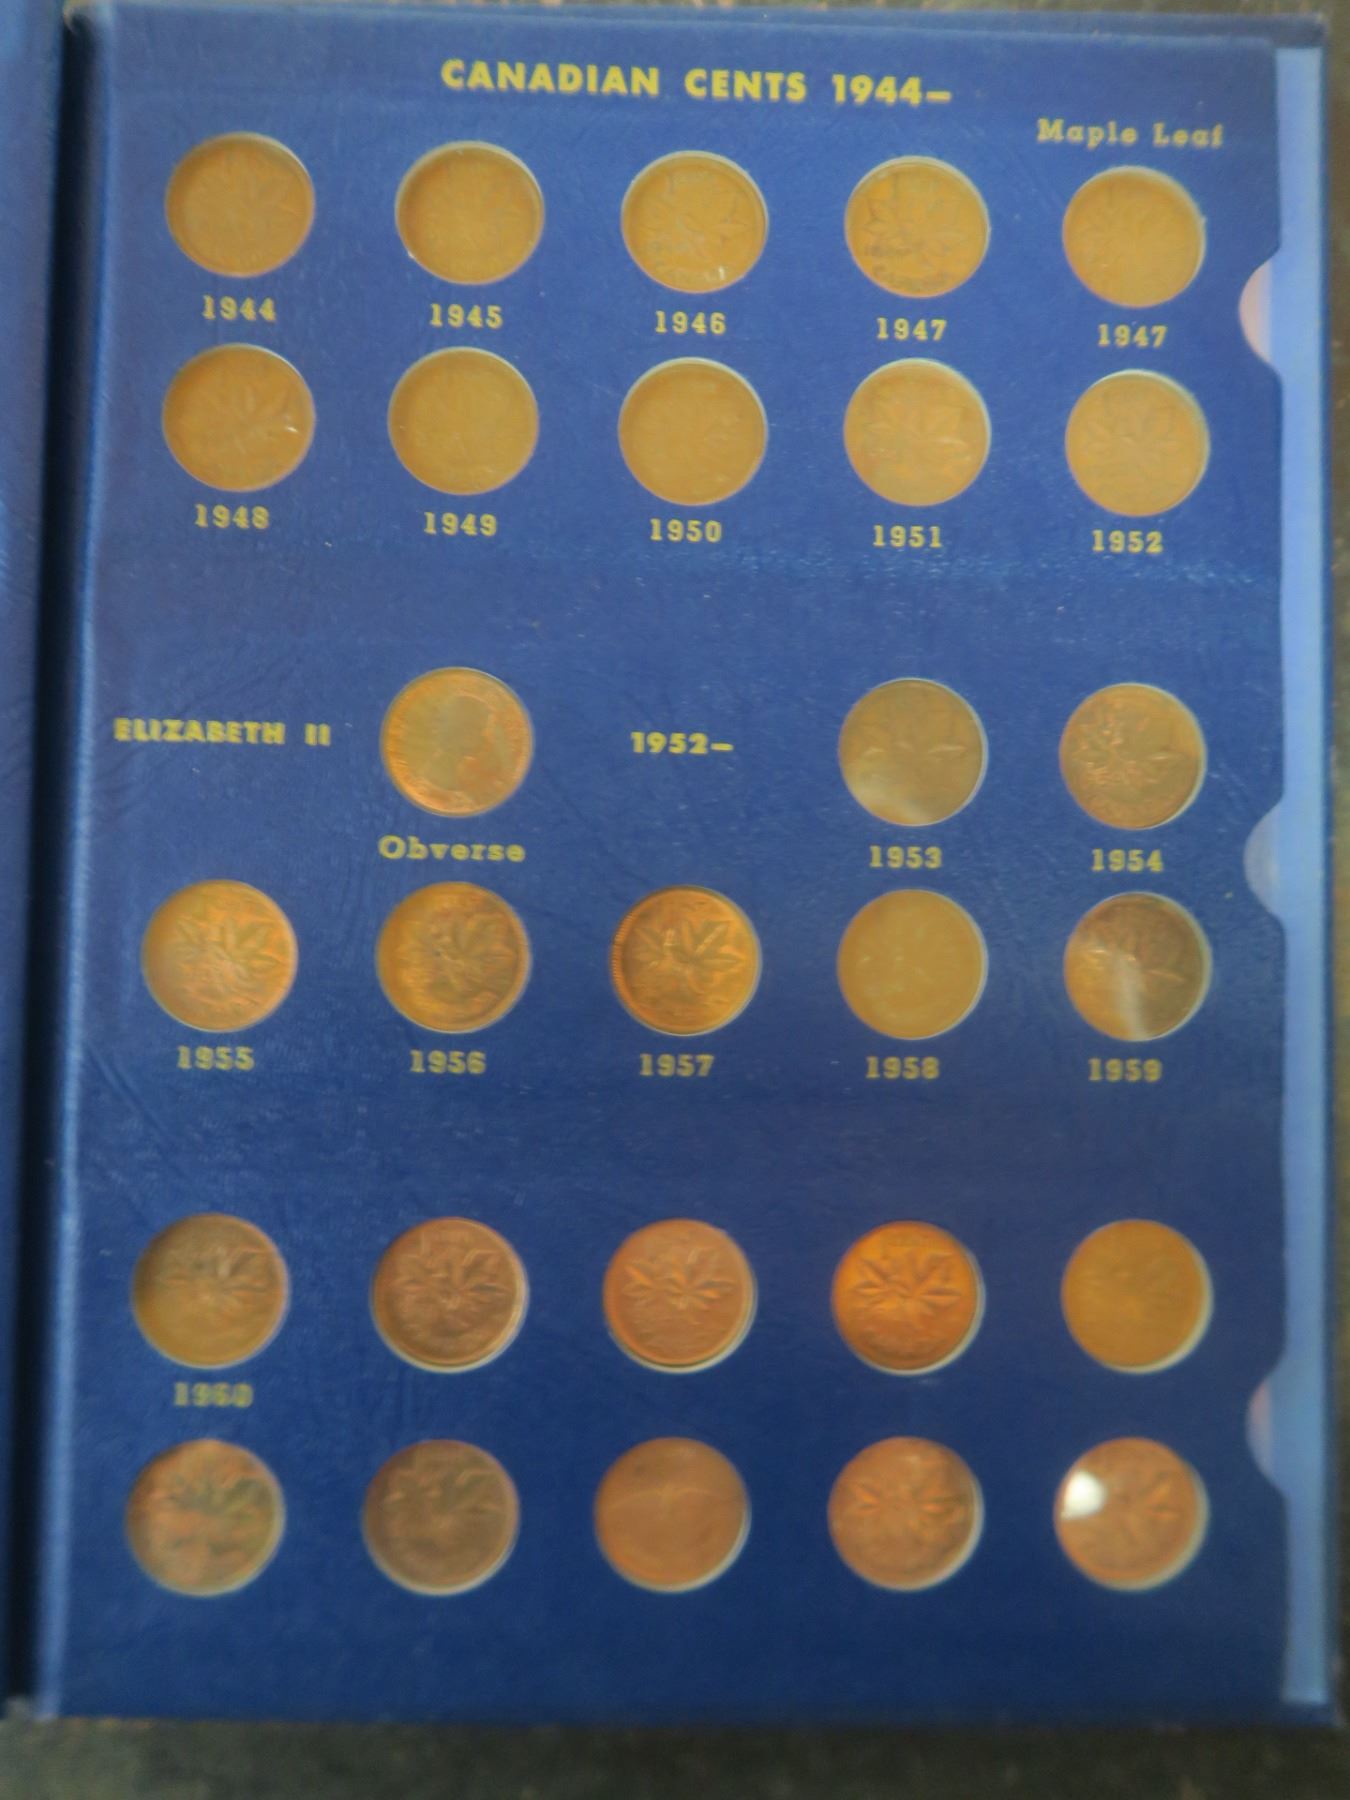 CANADIAN CENTS 1944–
Maple Leaf
1944 1945 1946 1947 1947
1948 1949 1950 1951 1952
ELIZABETH II 1952–
Obverse 1953 1954
1955 1956 1957 1958 1959
1960